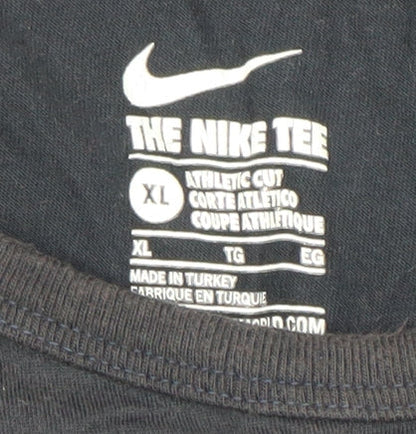 THE NIKE TEE
XL
ATHLETIC CUT
CORTE ATLÉTICO
COUPE ATHLÉTIQUE
XL TG EG
MADE IN TURKEY
FABRIQUE EN TURQUIE